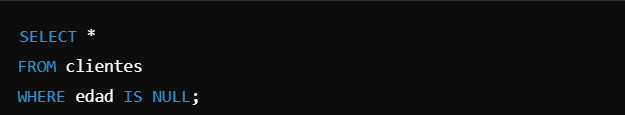 SELECT *
FROM clientes
WHERE edad IS NULL;